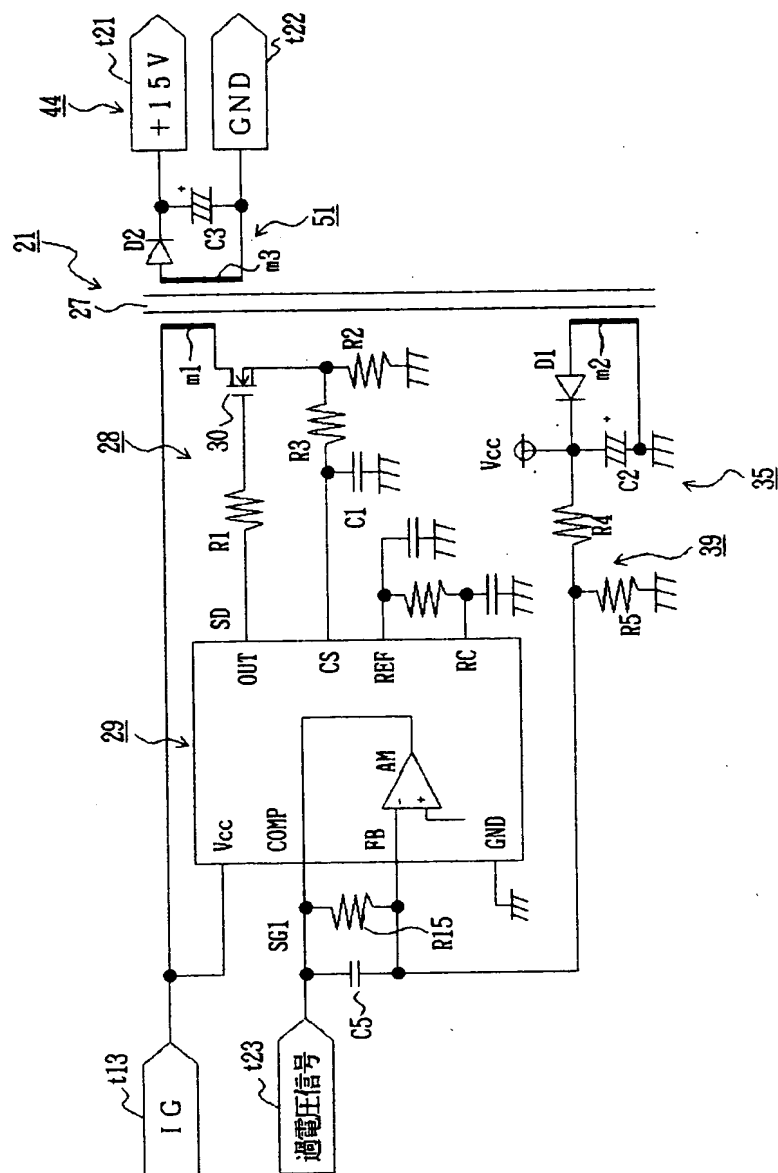 t21
44
+15V
GND
t22
D2
+
C3
51
21
27
m3
m1
30
R2
28
R3
R1
C1
SD
OUT
CS
REF
RC
29
Vcc
COMP
FB
AM
-
+
GND
SG1
R15
C5
t13
IG
t23
過電圧信号
D1
m2
Vcc
+
C2
35
R4
39
R5